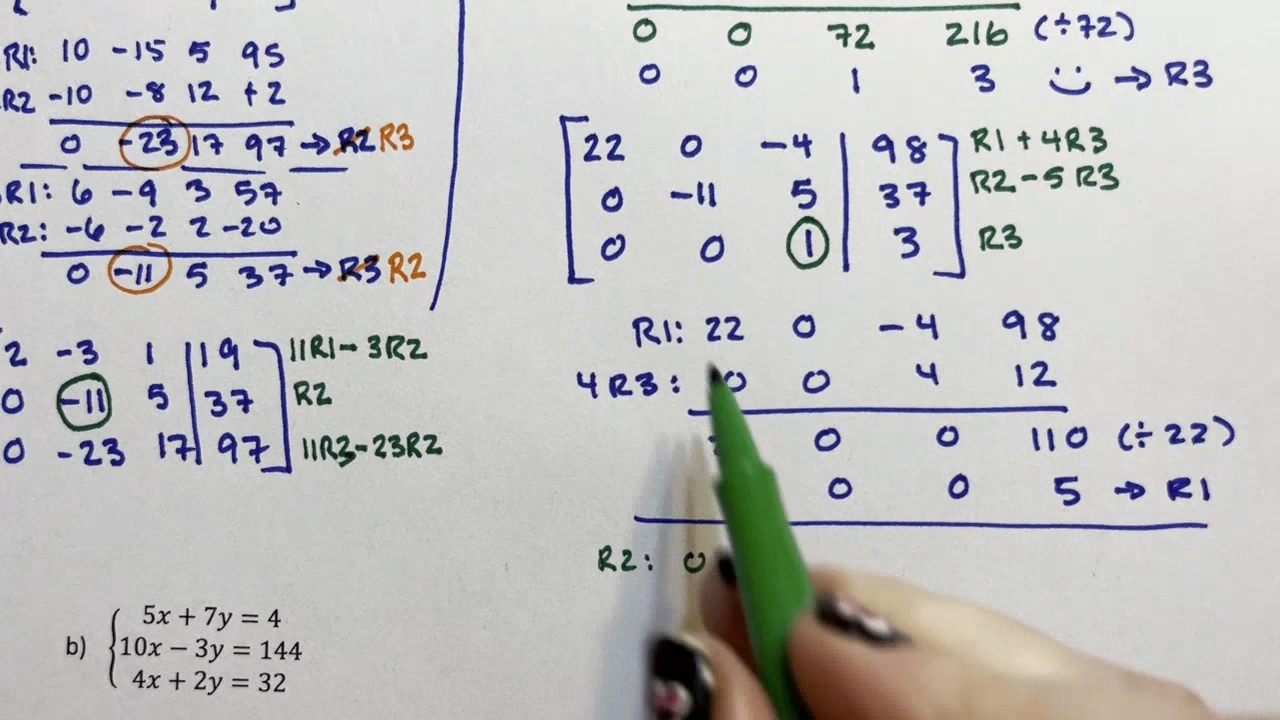 R1: 10 -15 5 95
R2 -10 -8 12 +2
0 -23 17 97 → R2 R3
R1: 6 -9 3 57
R2: -6 -2 2 -20
0 -11 5 37 → R3 R2
2 -3 1 | 19 11R1 - 3R2
0 -11 5 | 37 R2
0 -23 17 | 97 11R3 - 23R2
b) 5x + 7y = 4
10x − 3y = 144
4x + 2y = 32
0 0 72 216 (÷72)
0 0 1 3 → R3
22 0 -4 | 98 R1 + 4R3
0 -11 5 | 37 R2 - 5R3
0 0 1 | 3 R3
R1: 22 0 -4 98
4R3: 0 0 4 12
0 0 110 (÷22)
0 0 5 → R1
R2: 0